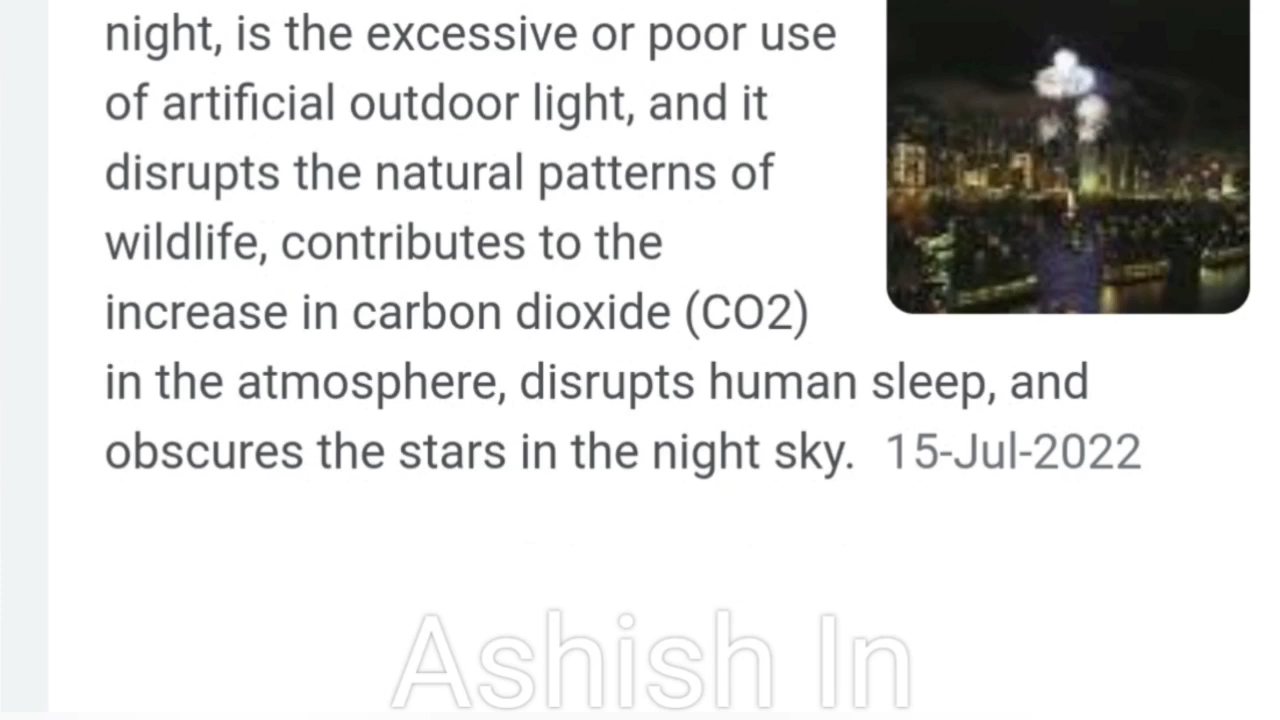 night, is the excessive or poor use
of artificial outdoor light, and it
disrupts the natural patterns of
wildlife, contributes to the
increase in carbon dioxide (CO2)
in the atmosphere, disrupts human sleep, and
obscures the stars in the night sky. 15-Jul-2022
Ashish In